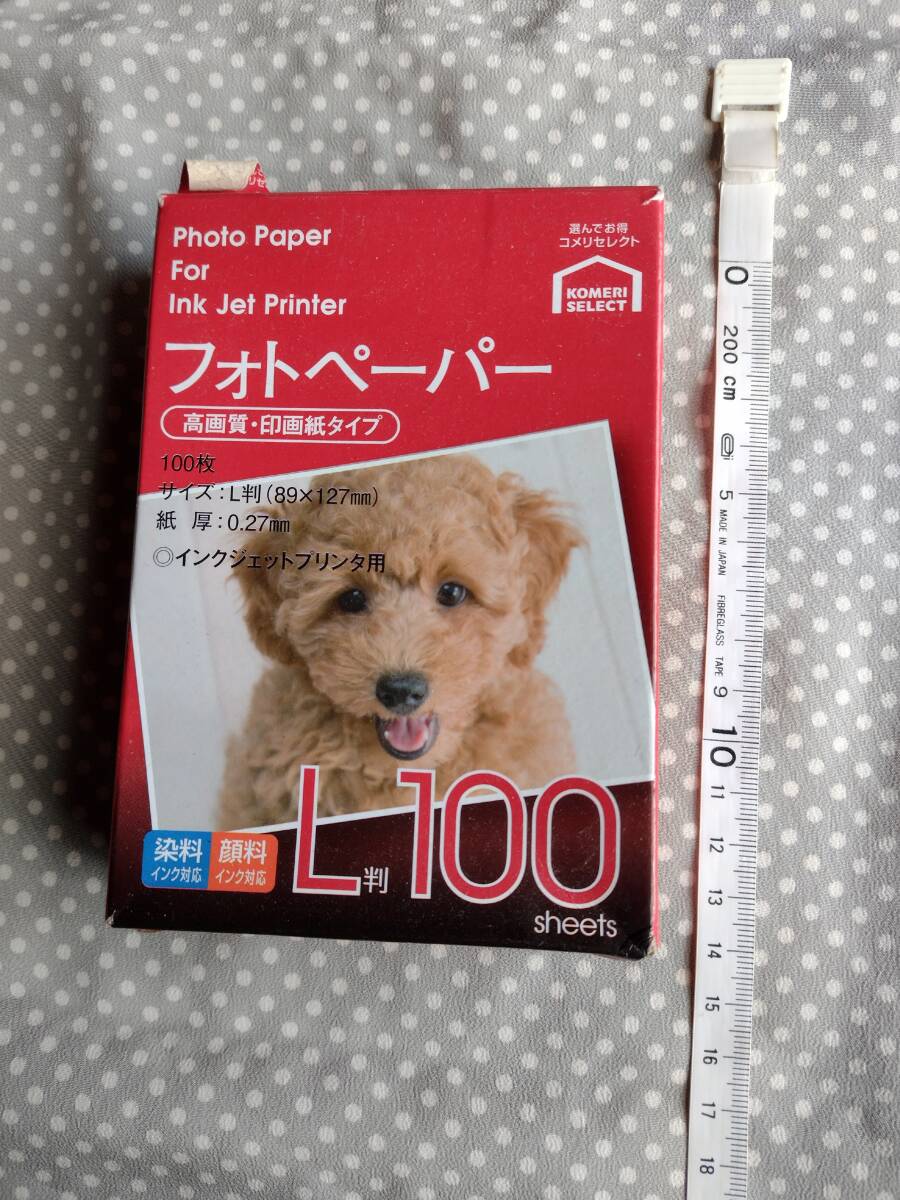 Photo Paper
For
Ink Jet Printer
選んでお得
コメリセレクト
KOMERI
SELECT
フォトペーパー
高画質・印画紙タイプ
100枚
サイズ:L判(89×127㎜)
紙 厚:0.27㎜
◎インクジェットプリンタ用
染料
インク対応
顔料
インク対応
L判 100
sheets
0
200 cm
5
MADE IN JAPAN
FIBREGLASS TAPE
9
10
11
12
13
14
15
16
17
18